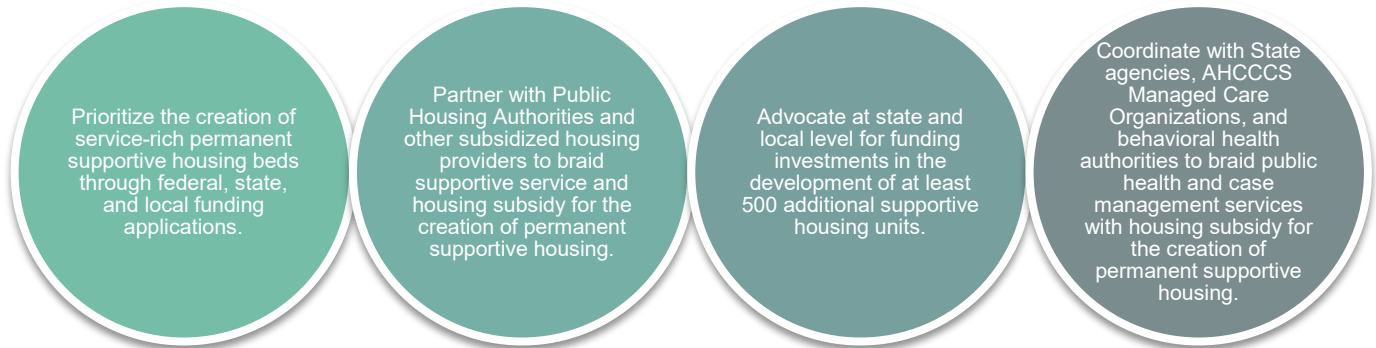 Prioritize the creation of
service-rich permanent
supportive housing beds
through federal, state,
and local funding
applications.
Partner with Public
Housing Authorities and
other subsidized housing
providers to braid
supportive service and
housing subsidy for the
creation of permanent
supportive housing.
Advocate at state and
local level for funding
investments in the
development of at least
500 additional supportive
housing units.
Coordinate with State
agencies, AHCCCS
Managed Care
Organizations, and
behavioral health
authorities to braid public
health and case
management services
with housing subsidy for
the creation of
permanent supportive
housing.